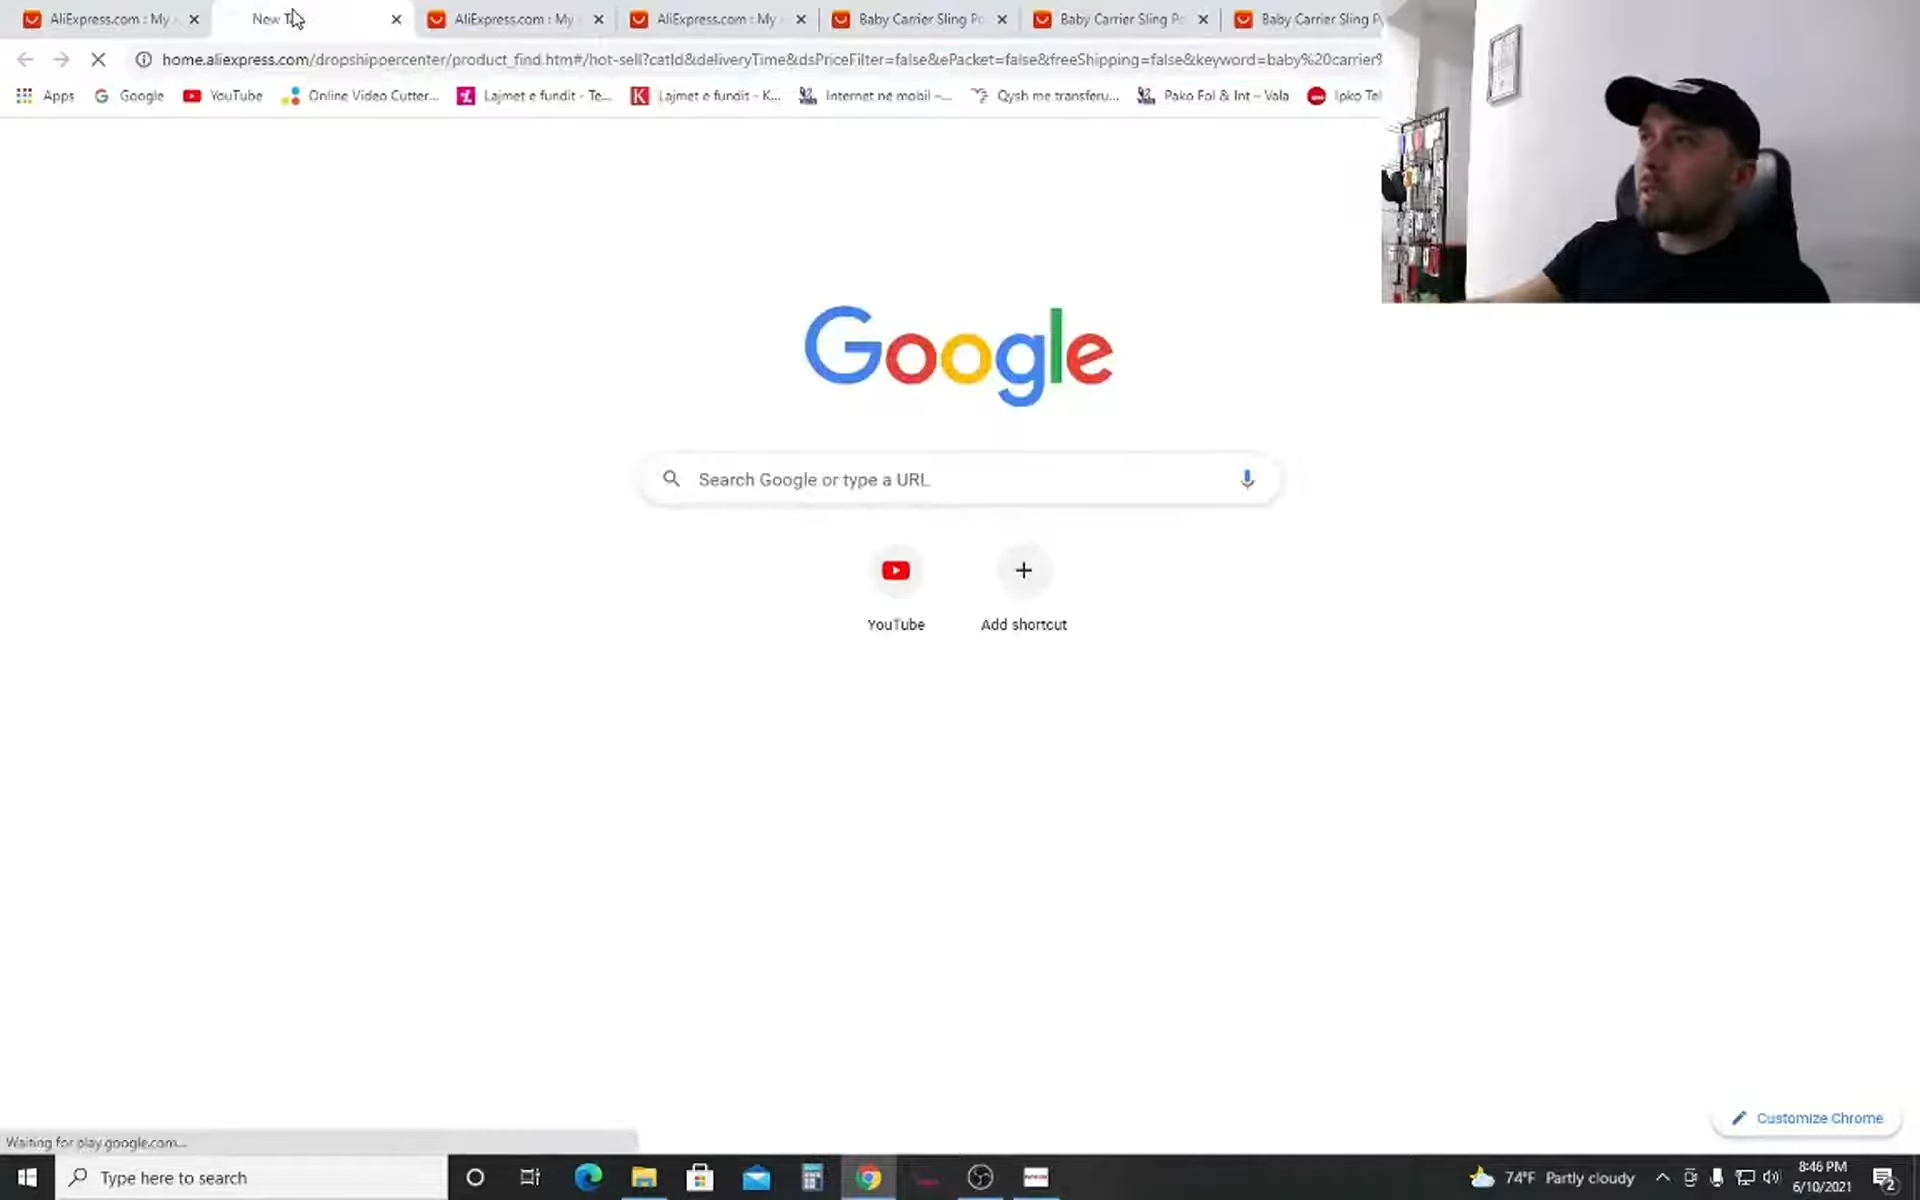 AliExpress.com : My
New T
AliExpress.com : My
AliExpress.com : My
Baby Carrier Sling Po
Baby Carrier Sling Po
Baby Carrier Sling P
home.aliexpress.com/dropshippercenter/product_find.htm#/hot-sell?catId&deliveryTime&dsPriceFilter=false&ePacket=false&freeShipping=false&keyword=baby%20carrier%
Apps
Google
YouTube
Online Video Cutter...
Lajmet e fundit - Te...
Lajmet e fundit - K...
Internet ne mobil –...
Qysh me transferu...
Pako Fol & Int – Vala
Ipko Tel
Google
Search Google or type a URL
YouTube
Add shortcut
Customize Chrome
Waiting for play.google.com...
Type here to search
74°F Partly cloudy
8:46 PM
6/10/2021
2